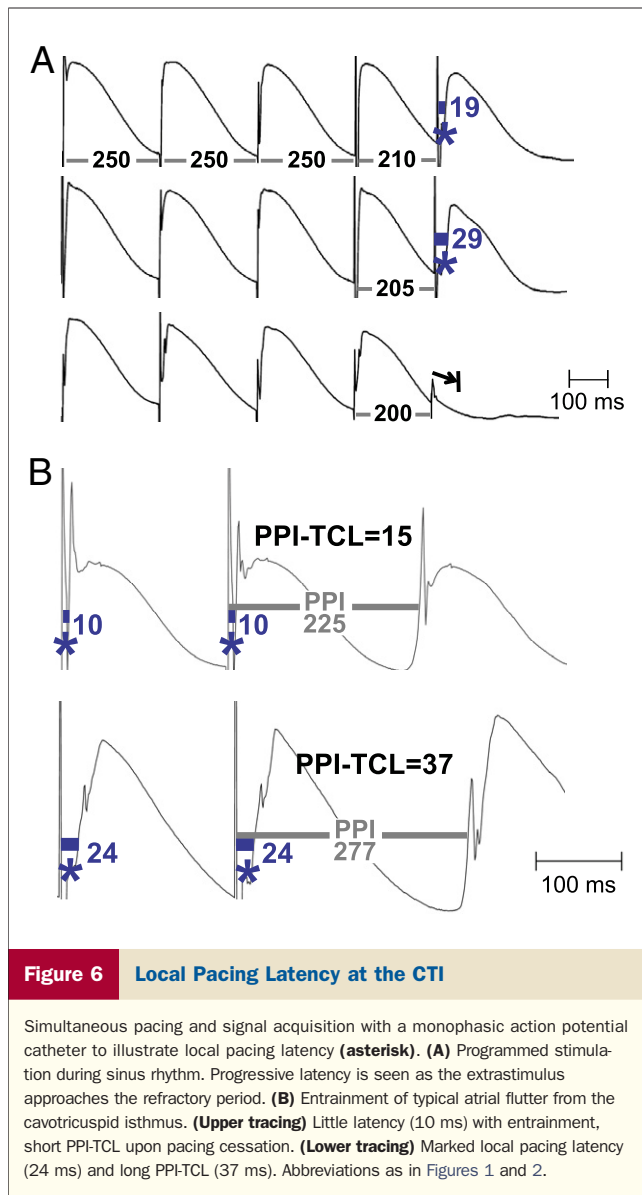 A
19
250 250 250 210
29
205
200
100 ms
B
PPI-TCL=15
PPI
10 10 225
PPI-TCL=37
PPI
24 24 277
100 ms
Figure 6 Local Pacing Latency at the CTI
Simultaneous pacing and signal acquisition with a monophasic action potential
catheter to illustrate local pacing latency (asterisk). (A) Programmed stimula-
tion during sinus rhythm. Progressive latency is seen as the extrastimulus
approaches the refractory period. (B) Entrainment of typical atrial flutter from the
cavotricuspid isthmus. (Upper tracing) Little latency (10 ms) with entrainment,
short PPI-TCL upon pacing cessation. (Lower tracing) Marked local pacing latency
(24 ms) and long PPI-TCL (37 ms). Abbreviations as in Figures 1 and 2.